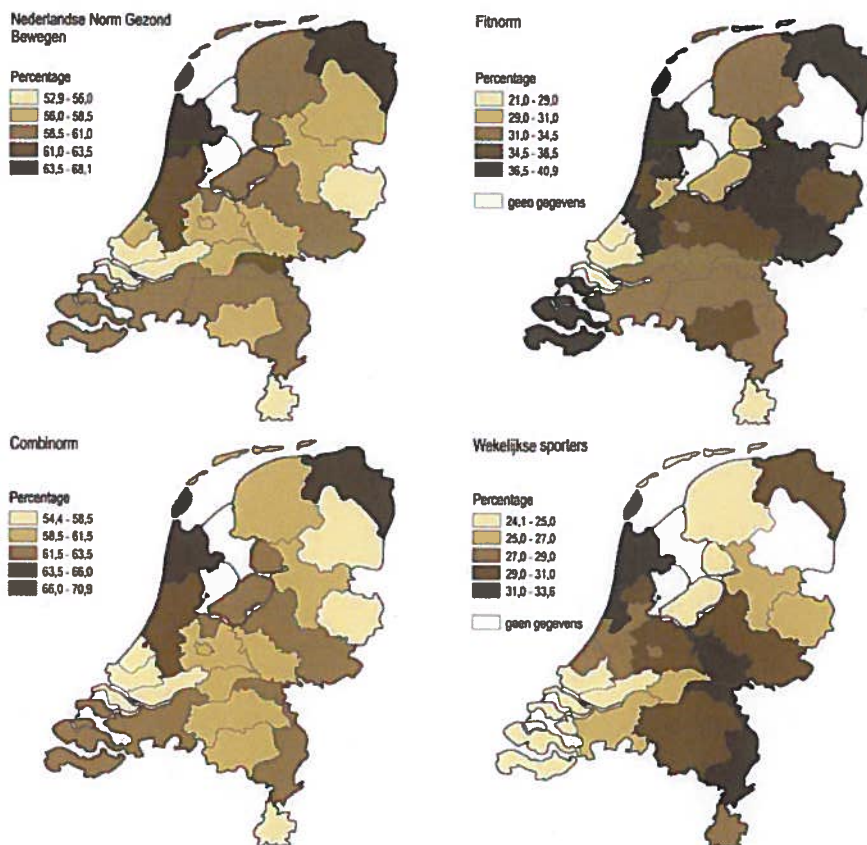 Nederlandse Norm Gezond
Bewegen
Percentage
52,9 - 56,0
56,0 - 58,5
58,5 - 61,0
61,0 - 63,5
63,5 - 68,1
Fitnorm
Percentage
21,0 - 29,0
29,0 - 31,0
31,0 - 34,5
34,5 - 36,5
36,5 - 40,9
geen gegevens
Combinorm
Percentage
54,4 - 58,5
58,5 - 61,5
61,5 - 63,5
63,5 - 66,0
66,0 - 70,9
Wekelijkse sporters
Percentage
24,1 - 25,0
25,0 - 27,0
27,0 - 29,0
29,0 - 31,0
31,0 - 33,6
geen gegevens